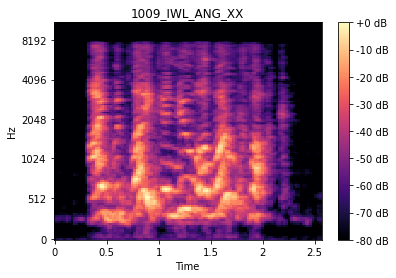 1009_IWL_ANG_XX
+0 dB
8192
-10 dB
4096
-20 dB
-30 dB
2048
Hz
-40 dB
1024
-50 dB
512
-60 dB
-70 dB
0
-80 dB
0 0.5 1 1.5 2 2.5
Time